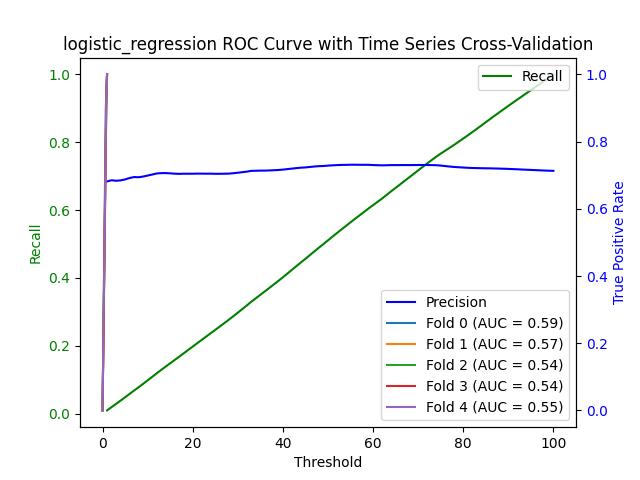 logistic_regression ROC Curve with Time Series Cross-Validation
1.0
0.8
0.6
0.4
0.2
0.0
Recall
Recall
1.0
0.8
0.6
0.4
0.2
0.0
True Positive Rate
Precision
Fold 0 (AUC = 0.59)
Fold 1 (AUC = 0.57)
Fold 2 (AUC = 0.54)
Fold 3 (AUC = 0.54)
Fold 4 (AUC = 0.55)
0 20 40 60 80 100
Threshold